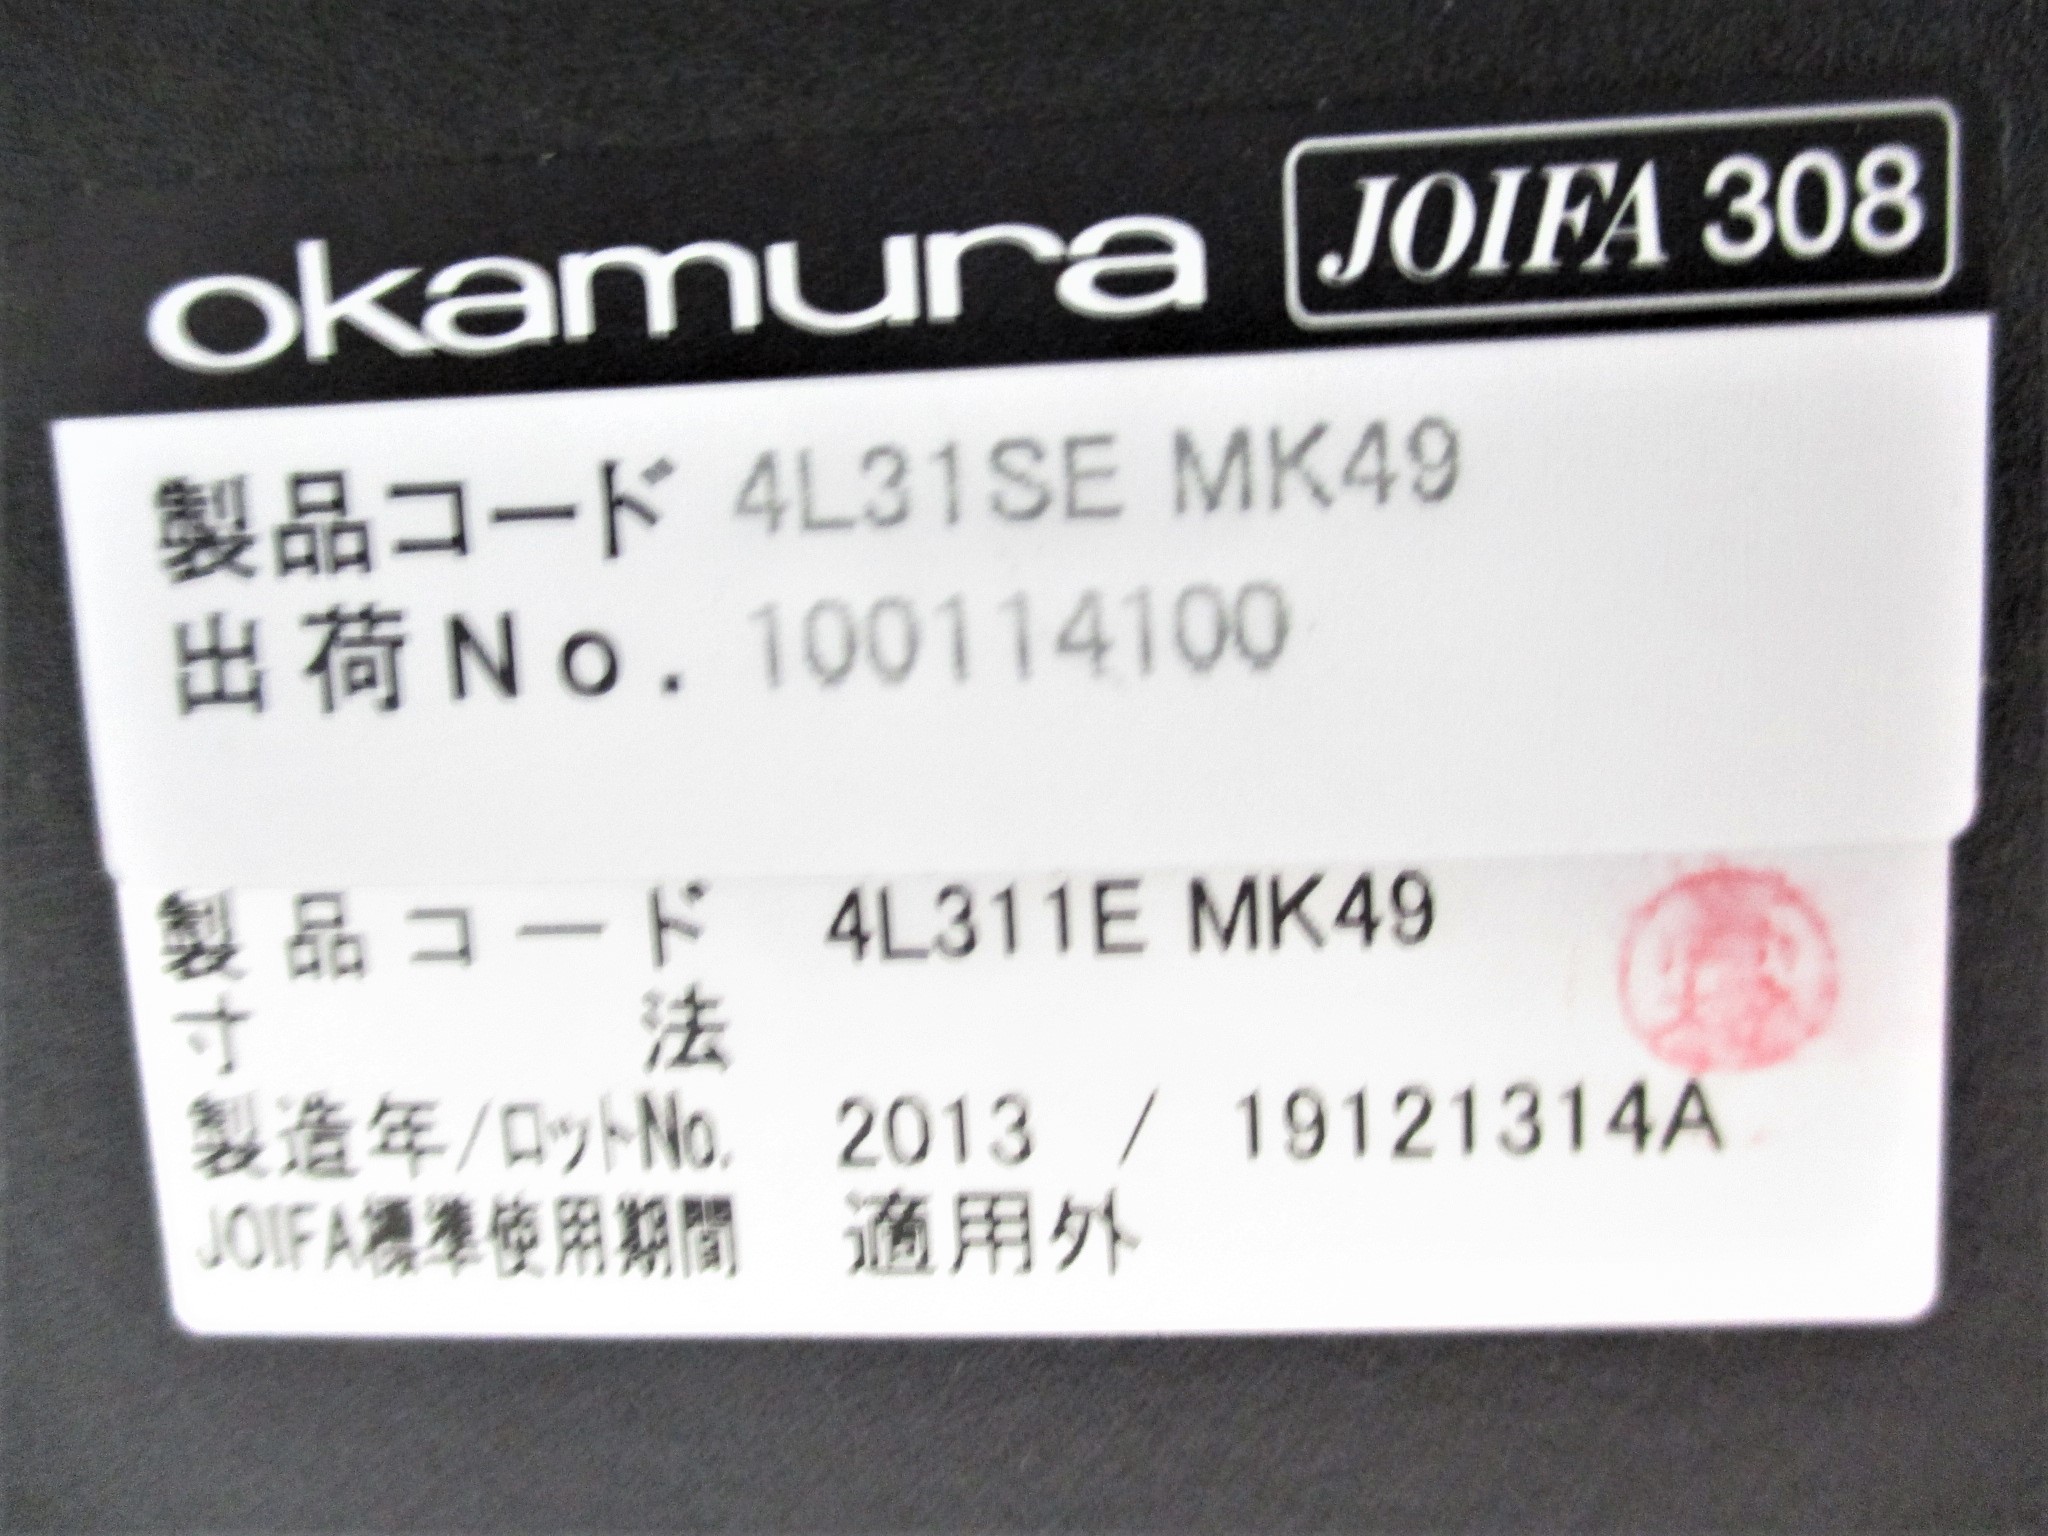 okamura JOIFA 308
製品コード 4L31SE MK49
出荷No. 100114100
製品コード 4L311E MK49
寸法
製造年/ロットNo. 2013 / 19121314A
JOIFA標準使用期間 適用外